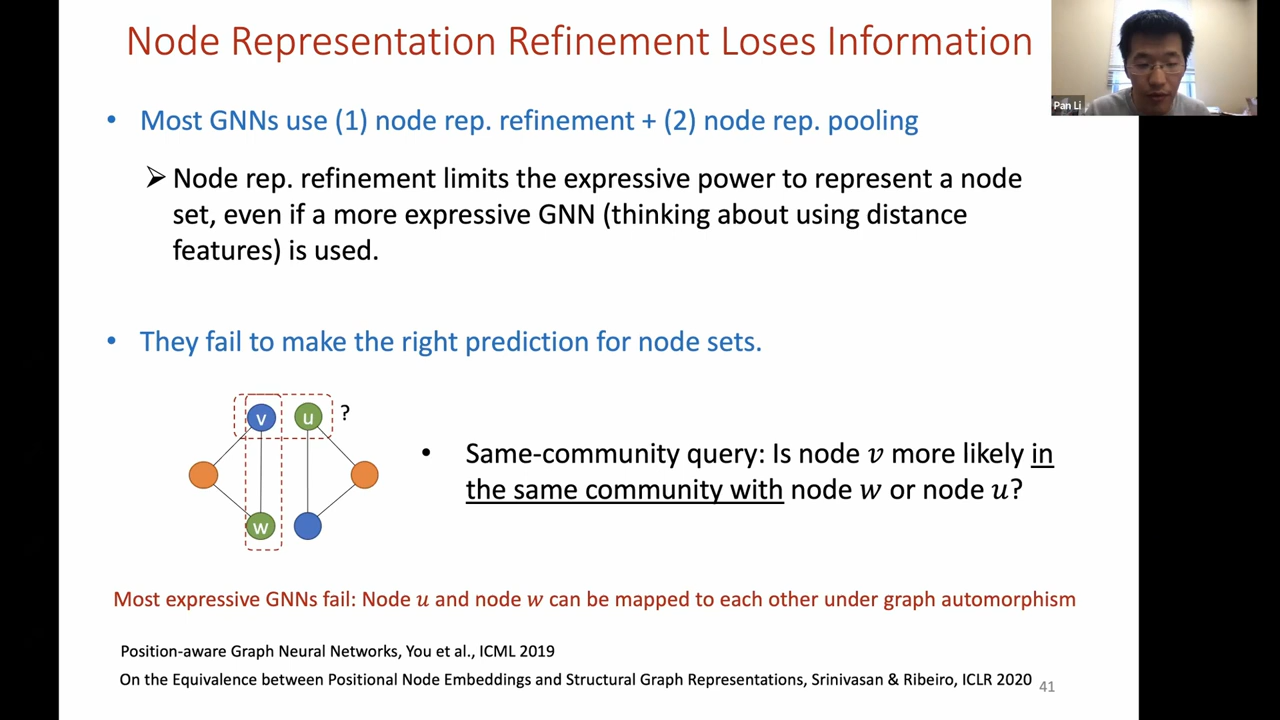 Node Representation Refinement Loses Information
Pan Li
• Most GNNs use (1) node rep. refinement + (2) node rep. pooling
➢ Node rep. refinement limits the expressive power to represent a node
set, even if a more expressive GNN (thinking about using distance
features) is used.
• They fail to make the right prediction for node sets.
v u ?
w
• Same-community query: Is node v more likely in
the same community with node w or node u?
Most expressive GNNs fail: Node u and node w can be mapped to each other under graph automorphism
Position-aware Graph Neural Networks, You et al., ICML 2019
On the Equivalence between Positional Node Embeddings and Structural Graph Representations, Srinivasan & Ribeiro, ICLR 2020
41